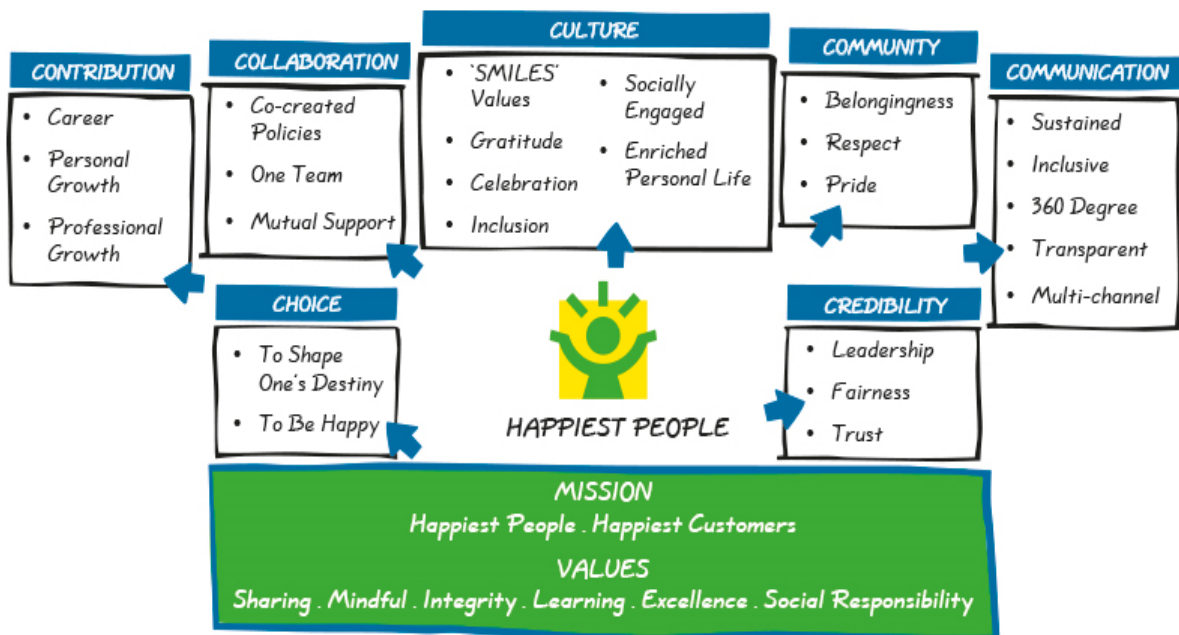 CONTRIBUTION
• Career
• Personal
Growth
• Professional
Growth
COLLABORATION
• Co-created
Policies
• One Team
• Mutual Support
CULTURE
• 'SMILES'
Values
• Gratitude
• Celebration
• Inclusion
• Socially
Engaged
• Enriched
Personal Life
COMMUNITY
• Belongingness
• Respect
• Pride
COMMUNICATION
• Sustained
• Inclusive
• 360 Degree
• Transparent
• Multi-channel
CHOICE
• To Shape
One's Destiny
• To Be Happy
HAPPIEST PEOPLE
CREDIBILITY
• Leadership
• Fairness
• Trust
MISSION
Happiest People . Happiest Customers
VALUES
Sharing . Mindful . Integrity . Learning . Excellence . Social Responsibility